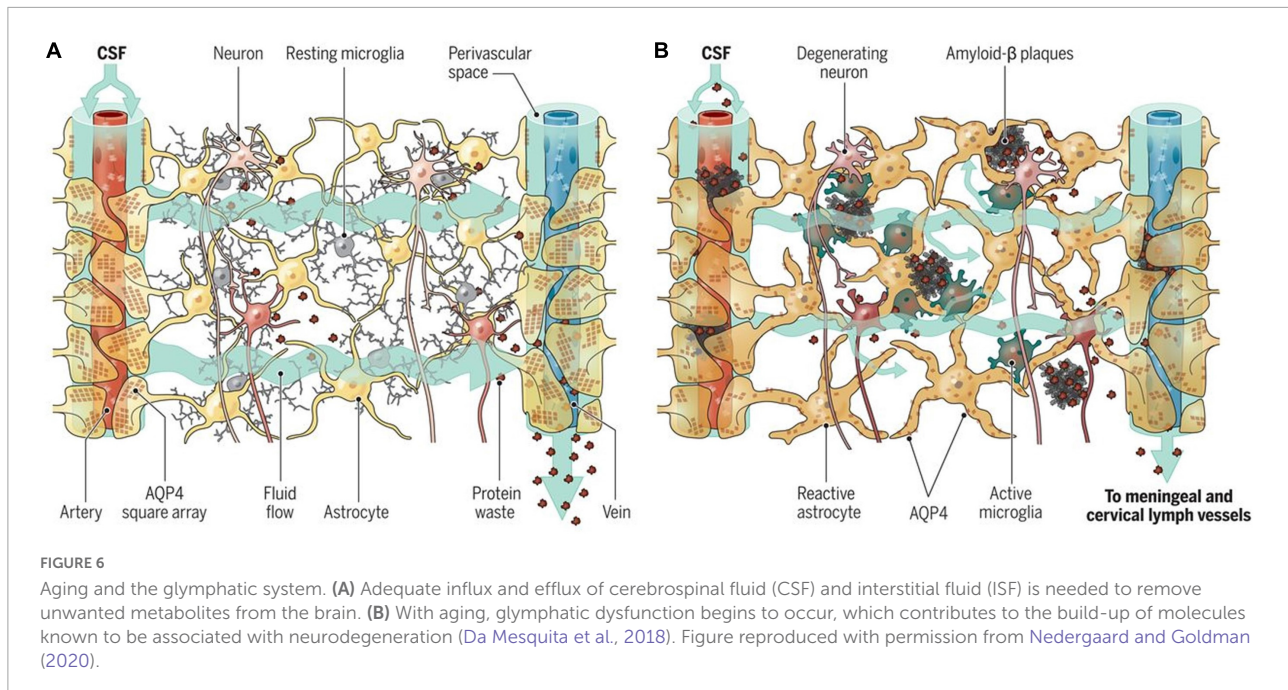 A
CSF
Neuron
Resting microglia
Perivascular
space
Artery
AQP4
square array
Fluid
flow
Astrocyte
Protein
waste
Vein
B
CSF
Degenerating
neuron
Amyloid-β plaques
Reactive
astrocyte
AQP4
Active
microglia
To meningeal and
cervical lymph vessels
FIGURE 6
Aging and the glymphatic system. (A) Adequate influx and efflux of cerebrospinal fluid (CSF) and interstitial fluid (ISF) is needed to remove
unwanted metabolites from the brain. (B) With aging, glymphatic dysfunction begins to occur, which contributes to the build-up of molecules
known to be associated with neurodegeneration (Da Mesquita et al., 2018). Figure reproduced with permission from Nedergaard and Goldman
(2020).